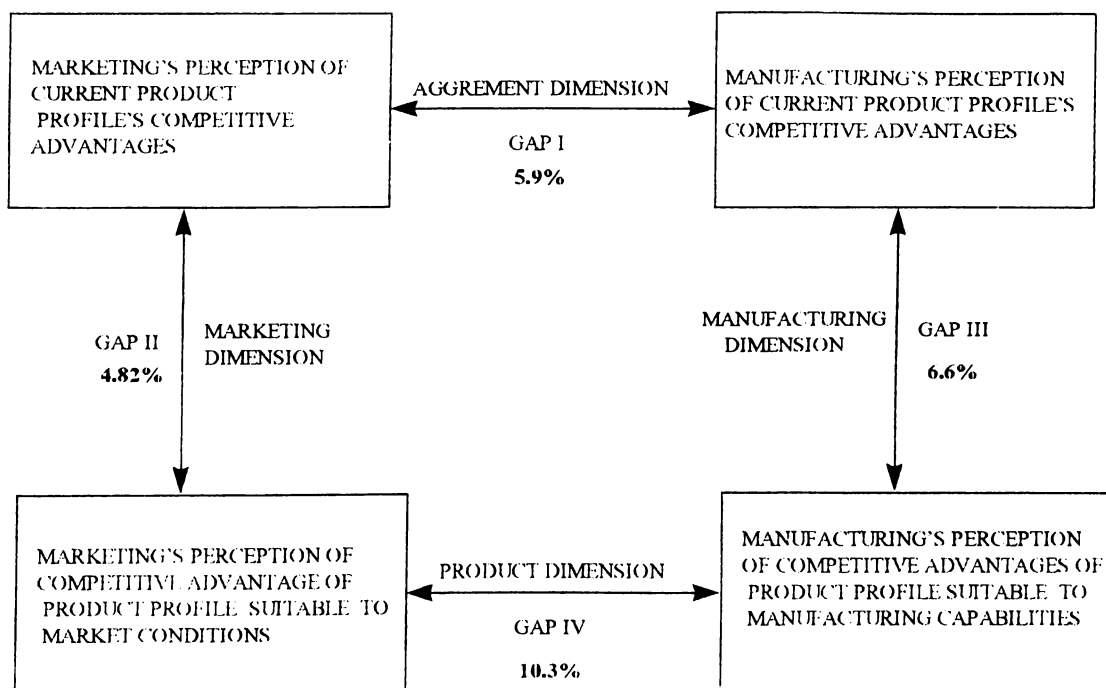 MARKETING'S PERCEPTION OF
CURRENT PRODUCT
PROFILE'S COMPETITIVE
ADVANTAGES
AGGREMENT DIMENSION
GAP I
5.9%
MANUFACTURING'S PERCEPTION
OF CURRENT PRODUCT PROFILE'S
COMPETITIVE ADVANTAGES
GAP II
4.82%
MARKETING
DIMENSION
MANUFACTURING
DIMENSION
GAP III
6.6%
MARKETING'S PERCEPTION OF
COMPETITIVE ADVANTAGE OF
PRODUCT PROFILE SUITABLE TO
MARKET CONDITIONS
PRODUCT DIMENSION
GAP IV
10.3%
MANUFACTURING'S PERCEPTION
OF COMPETITIVE ADVANTAGES OF
PRODUCT PROFILE SUITABLE TO
MANUFACTURING CAPABILITIES